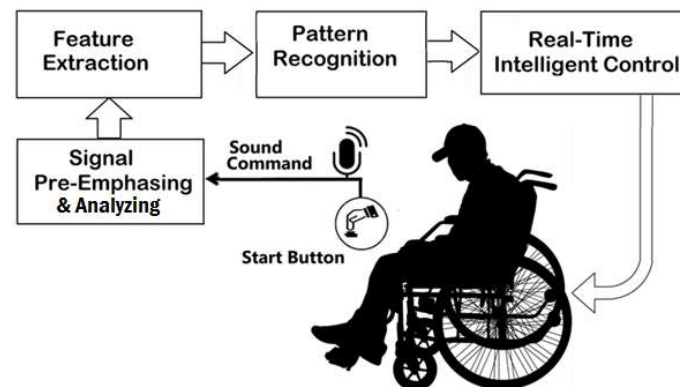 Feature
Extraction
Pattern
Recognition
Real-Time
Intelligent Control
Signal
Pre-Emphasing
& Analyzing
Sound
Command
Start Button